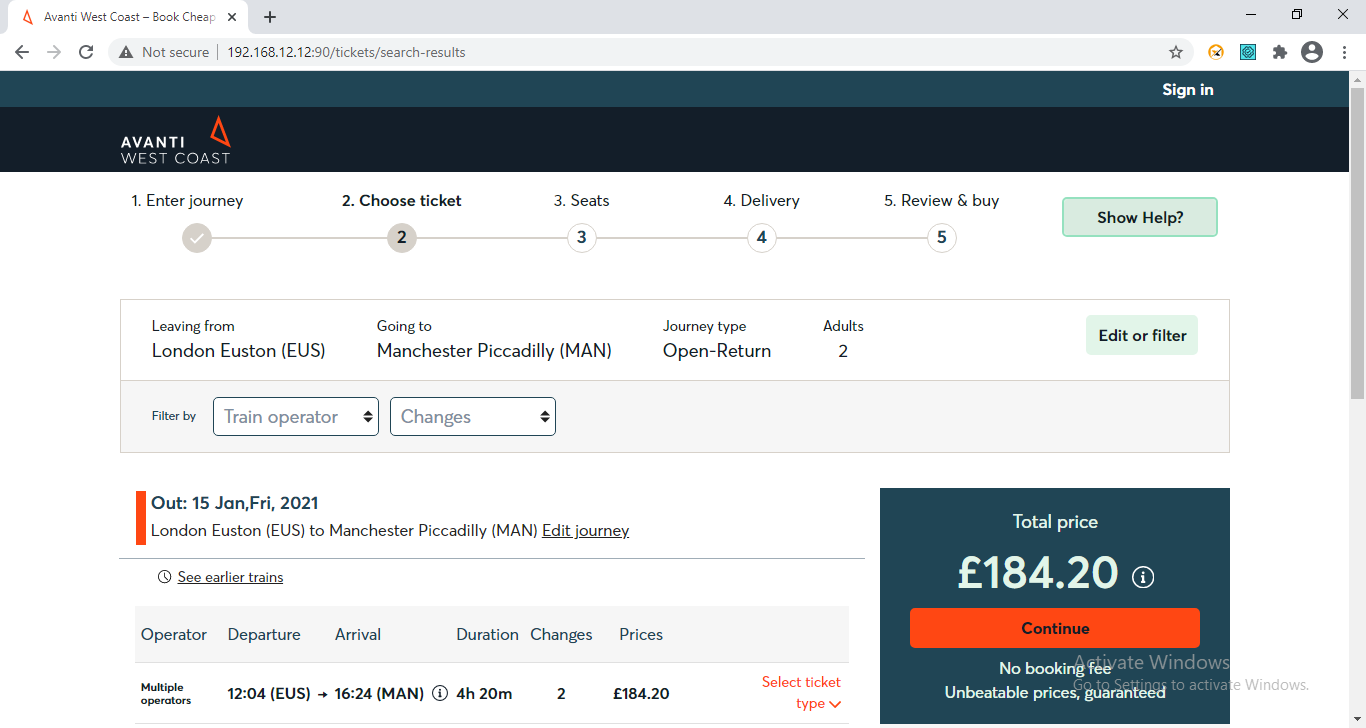 Avanti West Coast – Book Cheap
Not secure
192.168.12.12:90/tickets/search-results
Sign in
AVANTI
WEST COAST
1. Enter journey
2. Choose ticket
3. Seats
4. Delivery
5. Review & buy
2
3
4
5
Show Help?
Leaving from
London Euston (EUS)
Going to
Manchester Piccadilly (MAN)
Journey type
Open-Return
Adults
2
Edit or filter
Filter by
Train operator
Changes
Out: 15 Jan,Fri, 2021
London Euston (EUS) to Manchester Piccadilly (MAN) Edit journey
See earlier trains
Operator Departure Arrival Duration Changes Prices
Multiple
operators
12:04 (EUS) → 16:24 (MAN) 4h 20m 2 £184.20
Select ticket
type
Total price
£184.20
Continue
No booking fee
Unbeatable prices, guaranteed
Activate Windows
Go to Settings to activate Windows.